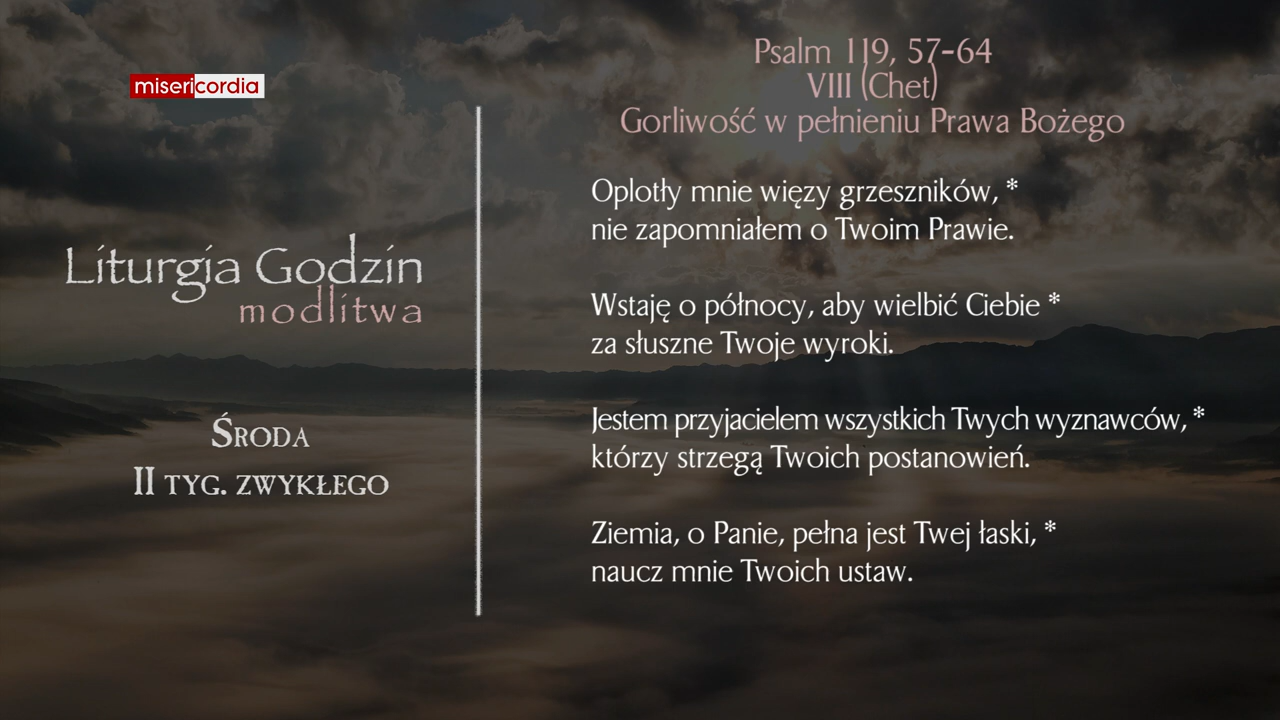 misericordia
Liturgia Godzin
modlitwa
Środa
II tyg. zwykłego
Psalm 119, 57-64
VIII (Chet)
Gorliwość w pełnieniu Prawa Bożego
Oplotły mnie więzy grzeszników, *
nie zapomniałem o Twoim Prawie.
Wstaję o północy, aby wielbić Ciebie *
za słuszne Twoje wyroki.
Jestem przyjacielem wszystkich Twych wyznawców, *
którzy strzegą Twoich postanowień.
Ziemia, o Panie, pełna jest Twej łaski, *
naucz mnie Twoich ustaw.